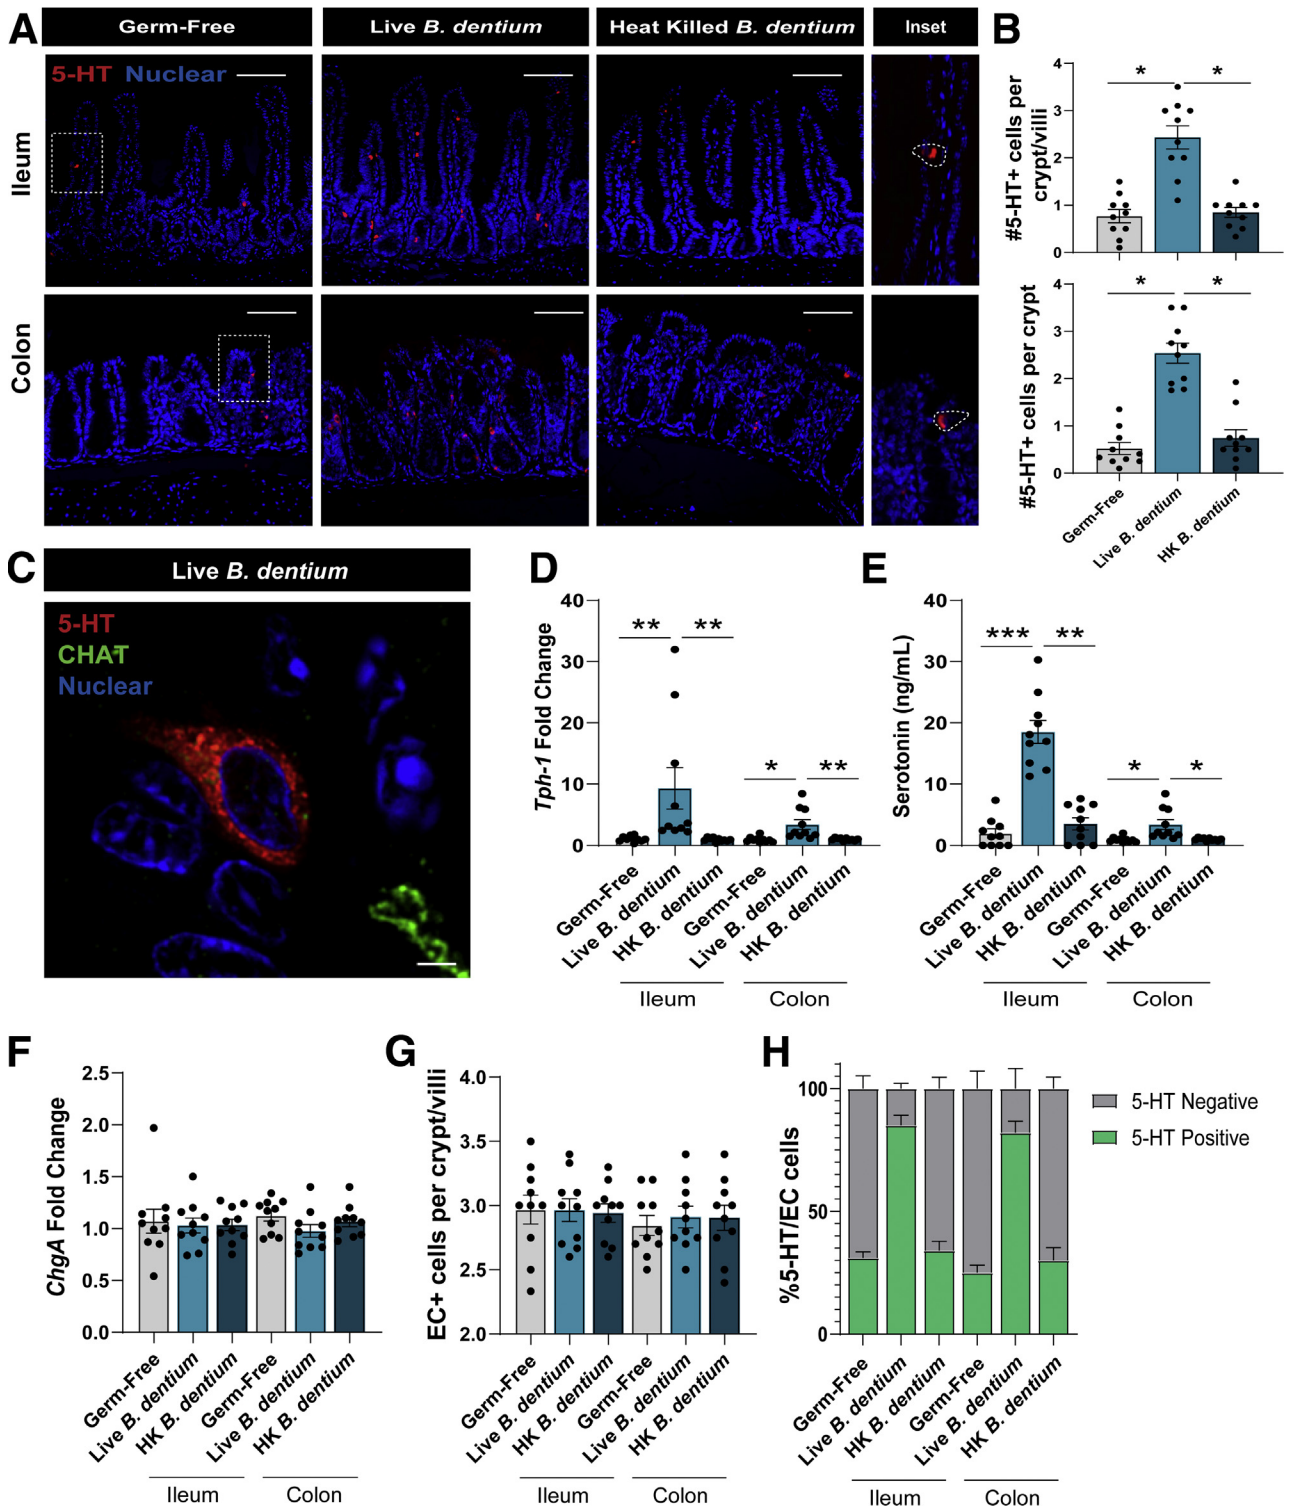 A
Germ-Free
Live B. dentium
Heat Killed B. dentium
Inset
5-HT Nuclear
Ileum
Colon
B
#5-HT+ cells per
crypt/villi
4
3
2
1
0
*
*
#5-HT+ cells per crypt
4
3
2
1
0
*
*
Germ-Free
Live B. dentium
HK B. dentium
C
Live B. dentium
5-HT
CHAT
Nuclear
D
Tph-1 Fold Change
40
30
20
10
0
**
**
*
**
Germ-Free
Live B. dentium
HK B. dentium
Germ-Free
Live B. dentium
HK B. dentium
Ileum
Colon
E
Serotonin (ng/mL)
40
30
20
10
0
***
**
*
*
Germ-Free
Live B. dentium
HK B. dentium
Germ-Free
Live B. dentium
HK B. dentium
Ileum
Colon
F
ChgA Fold Change
2.5
2.0
1.5
1.0
0.5
0.0
Germ-Free
Live B. dentium
HK B. dentium
Germ-Free
Live B. dentium
HK B. dentium
Ileum
Colon
G
EC+ cells per crypt/villi
4.0
3.5
3.0
2.5
2.0
Germ-Free
Live B. dentium
HK B. dentium
Germ-Free
Live B. dentium
HK B. dentium
Ileum
Colon
H
%5-HT/EC cells
100
50
0
5-HT Negative
5-HT Positive
Germ-Free
Live B. dentium
HK B. dentium
Germ-Free
Live B. dentium
HK B. dentium
Ileum
Colon